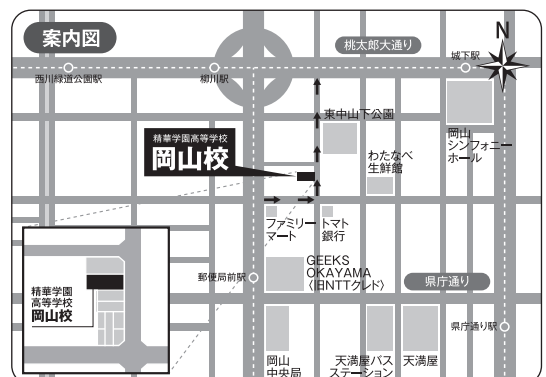 案内図
N
桃太郎大通り
城下駅
西川緑道公園駅
柳川駅
東中山下公園
岡山
シンフォニー
ホール
精華学園高等学校
岡山校
わたなべ
生鮮館
ファミリー
マート
トマト
銀行
GEEKS
OKAYAMA
(旧NTTクレド)
郵便局前駅
県庁通り
精華学園
高等学校
岡山校
県庁通り駅
岡山
中央局
天満屋バス
ステーション
天満屋